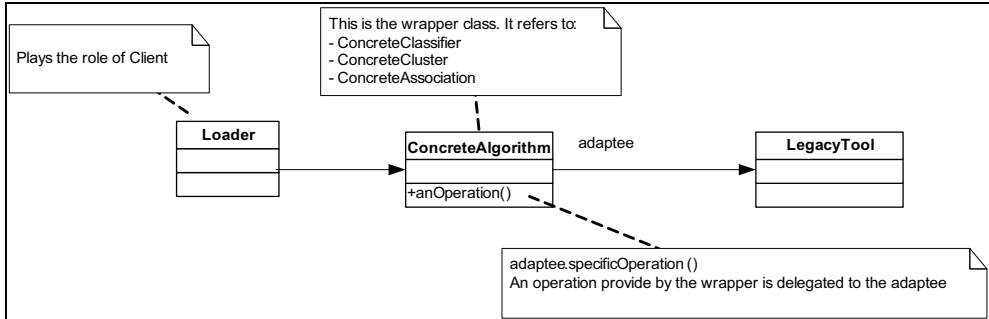 This is the wrapper class. It refers to:
- ConcreteClassifier
- ConcreteCluster
- ConcreteAssociation
Plays the role of Client
Loader
ConcreteAlgorithm
adaptee
LegacyTool
+anOperation()
adaptee.specificOperation ()
An operation provide by the wrapper is delegated to the adaptee